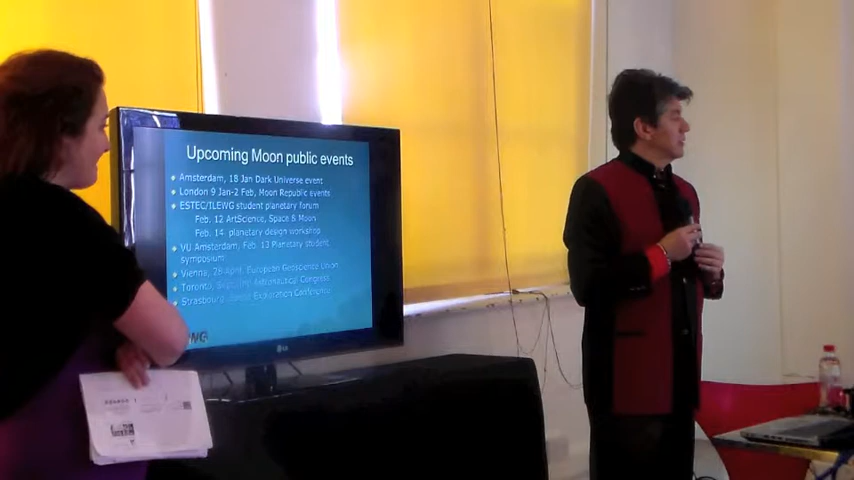 Upcoming Moon public events
Amsterdam, 18 Jan Dark Universe event
London 9 Jan-2 Feb, Moon Republic events
ESTEC/ILEWG student planetary forum
Feb. 12 ArtScience, Space & Moon
Feb. 14. planetary design workshop
VU Amsterdam, Feb. 13 Planetary student
symposium
Vienna, 28 April, European Geoscience Union
Toronto, Astronautical Congress
Strasbourg, Exploration Conference
WG
LG